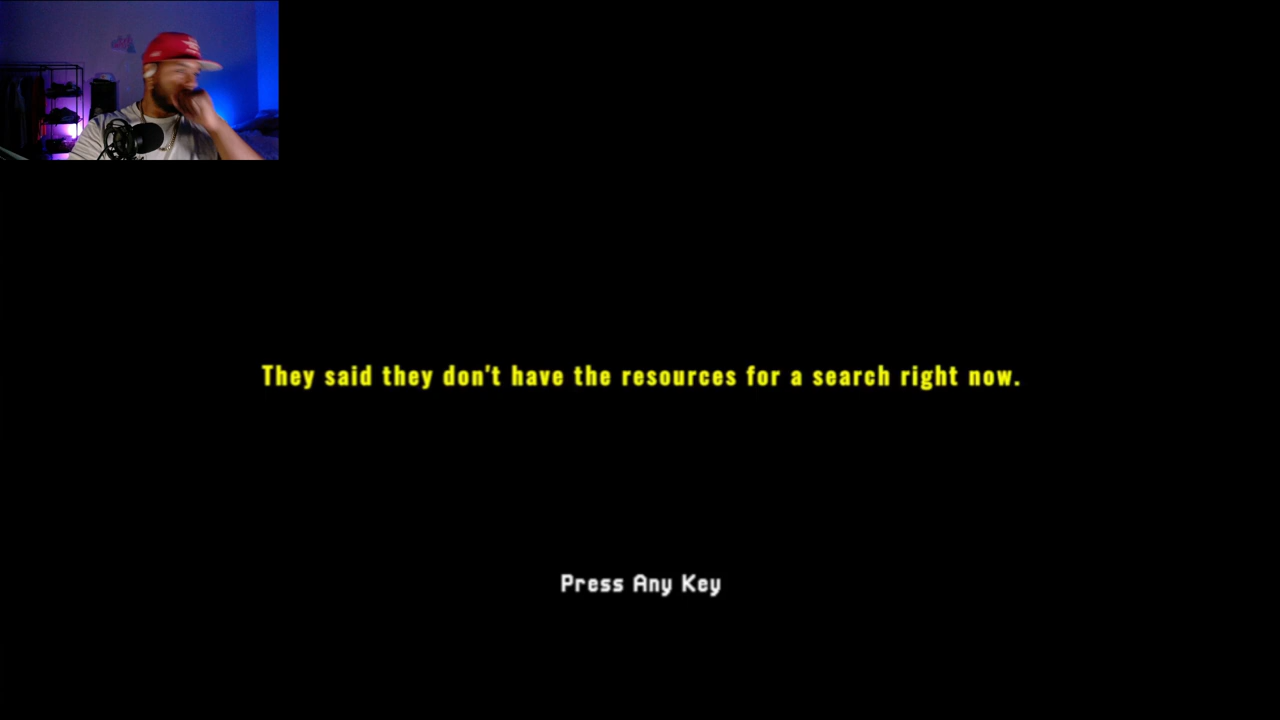 They said they don't have the resources for a search right now.
Press Any Key